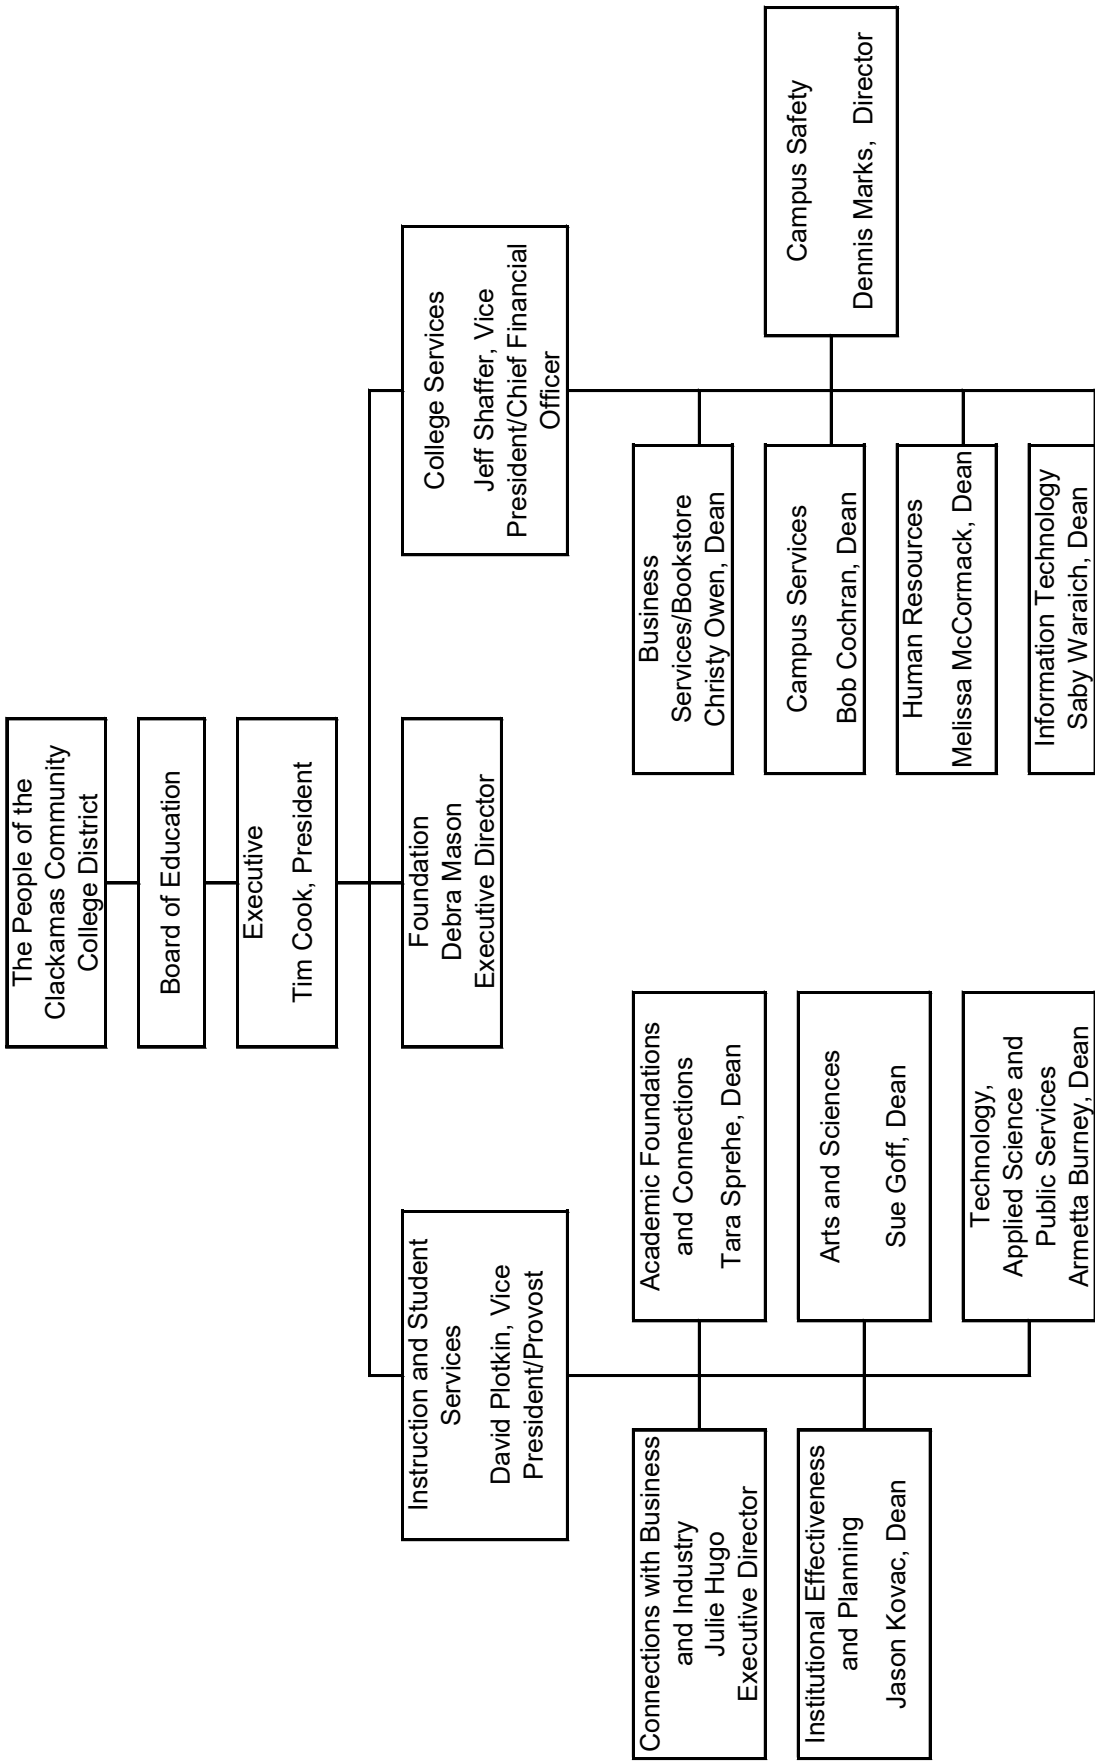 The People of the
Clackamas Community
College District
Board of Education
Executive
Tim Cook, President
Instruction and Student
Services
David Plotkin, Vice
President/Provost
Foundation
Debra Mason
Executive Director
College Services
Jeff Shaffer, Vice
President/Chief Financial
Officer
Connections with Business
and Industry
Julie Hugo
Executive Director
Academic Foundations
and Connections
Tara Sprehe, Dean
Institutional Effectiveness
and Planning
Jason Kovac, Dean
Arts and Sciences
Sue Goff, Dean
Technology,
Applied Science and
Public Services
Armetta Burney, Dean
Business
Services/Bookstore
Christy Owen, Dean
Campus Services
Bob Cochran, Dean
Campus Safety
Dennis Marks,  Director
Human Resources
Melissa McCormack, Dean
Information Technology
Saby Waraich, Dean